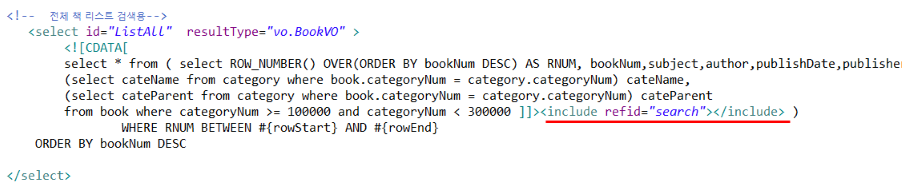 <!-- 전체 책 리스트 검색용-->
<select id="ListAll" resultType="vo.BookVO" >
<![CDATA[
select * from ( select ROW_NUMBER() OVER(ORDER BY bookNum DESC) AS RNUM, bookNum,subject,author,publishDate,publishe
(select cateName from category where book.categoryNum = category.categoryNum) cateName,
(select cateParent from category where book.categoryNum = category.categoryNum) cateParent
from book where categoryNum >= 100000 and categoryNum < 300000 ]]><include refid="search"></include> )
WHERE RNUM BETWEEN #{rowStart} AND #{rowEnd}
ORDER BY bookNum DESC
</select>